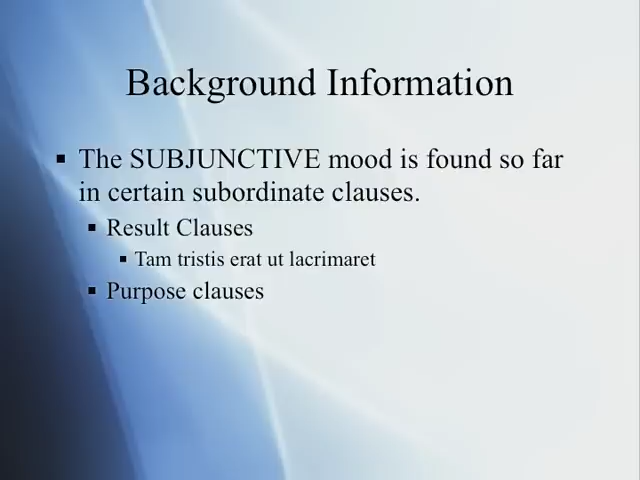 Background Information
▪ The SUBJUNCTIVE mood is found so far
in certain subordinate clauses.
▪ Result Clauses
▪ Tam tristis erat ut lacrimaret
▪ Purpose clauses